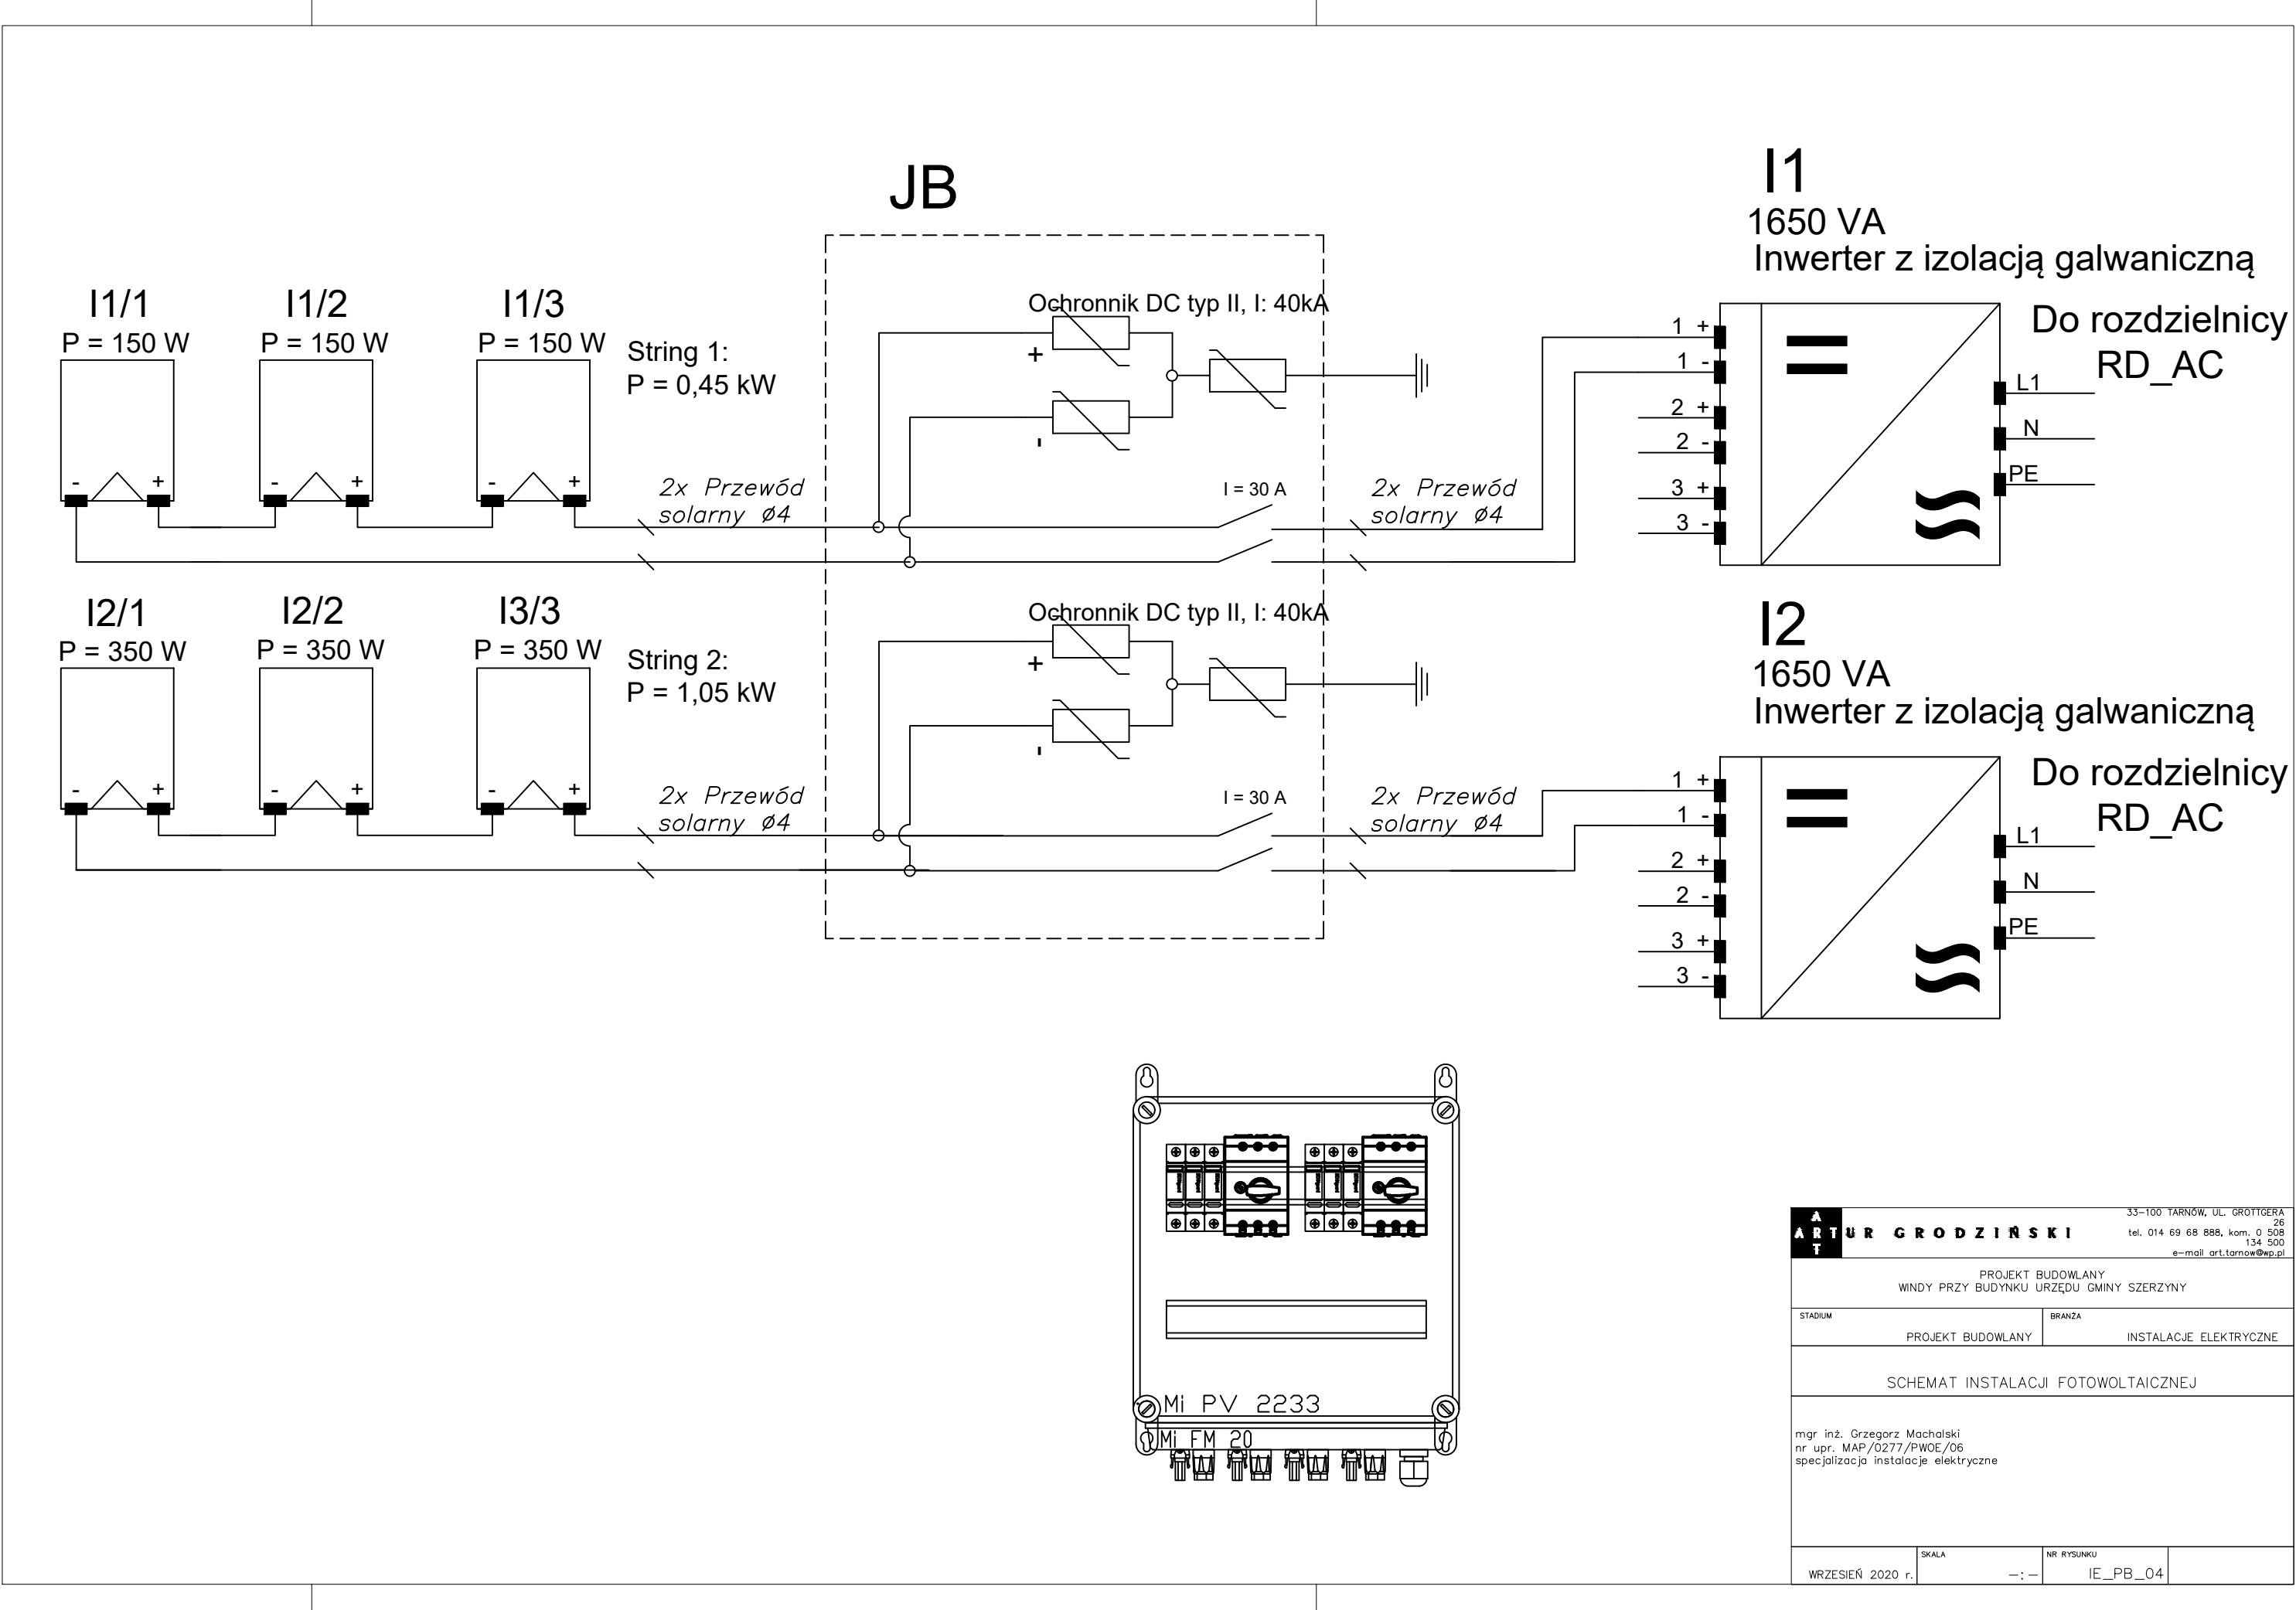 JB
I1
1650 VA
Inwerter z izolacją galwaniczną
I1/1
P = 150 W
I1/2
P = 150 W
I1/3
P = 150 W
String 1:
P = 0,45 kW
Ochronnik DC typ II, I: 40kA
+
-
1 +
1 -
2 +
2 -
3 +
3 -
Do rozdzielnicy
RD_AC
L1
N
PE
- +
- +
- +
2x Przewód
solarny ø4
I = 30 A
2x Przewód
solarny ø4
I2/1
P = 350 W
I2/2
P = 350 W
I3/3
P = 350 W
String 2:
P = 1,05 kW
Ochronnik DC typ II, I: 40kA
+
-
I2
1650 VA
Inwerter z izolacją galwaniczną
1 +
1 -
2 +
2 -
3 +
3 -
Do rozdzielnicy
RD_AC
L1
N
PE
- +
- +
- +
2x Przewód
solarny ø4
I = 30 A
2x Przewód
solarny ø4
Mi PV 2233
Mi FM 20
ARTUR GRODZIŃSKI
ART
33-100 TARNÓW, UL. GROTTGERA
26
tel. 014 69 68 888, kom. 0 508
134 500
e-mail art.tarnow@wp.pl
PROJEKT BUDOWLANY
WINDY PRZY BUDYNKU URZĘDU GMINY SZERZYNY
STADIUM
PROJEKT BUDOWLANY
BRANŻA
INSTALACJE ELEKTRYCZNE
SCHEMAT INSTALACJI FOTOWOLTAICZNEJ
mgr inż. Grzegorz Machalski
nr upr. MAP/0277/PWOE/06
specjalizacja instalacje elektryczne
WRZESIEŃ 2020 r.
SKALA
-:-
NR RYSUNKU
IE_PB_04